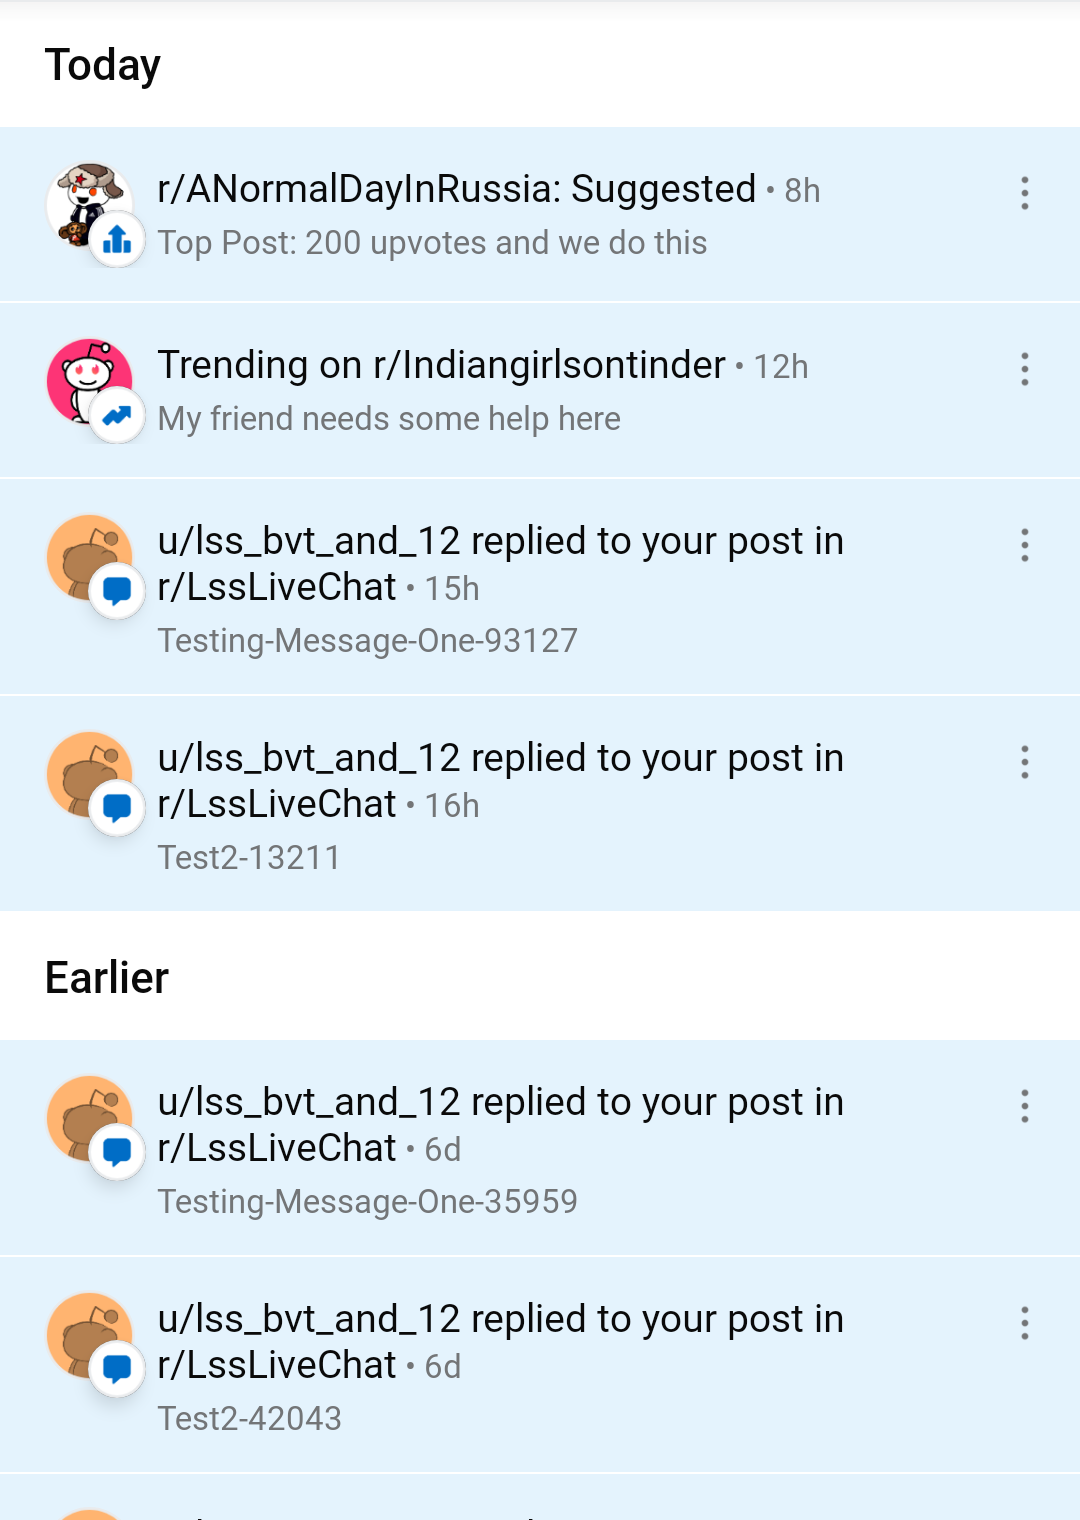 Today
r/ANormalDayInRussia: Suggested • 8h
Top Post: 200 upvotes and we do this
Trending on r/Indiangirlsontinder • 12h
My friend needs some help here
u/lss_bvt_and_12 replied to your post in
r/LssLiveChat • 15h
Testing-Message-One-93127
u/lss_bvt_and_12 replied to your post in
r/LssLiveChat • 16h
Test2-13211
Earlier
u/lss_bvt_and_12 replied to your post in
r/LssLiveChat • 6d
Testing-Message-One-35959
u/lss_bvt_and_12 replied to your post in
r/LssLiveChat • 6d
Test2-42043